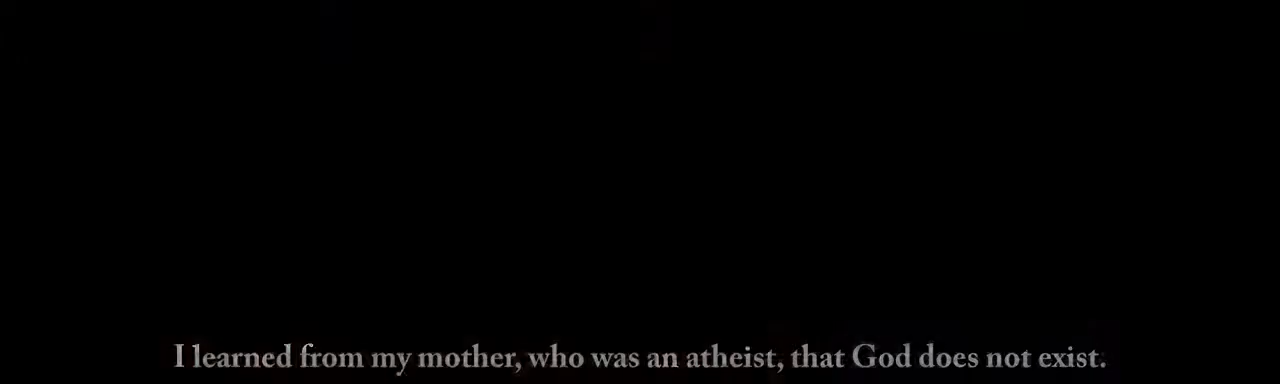 I learned from my mother, who was an atheist, that God does not exist.